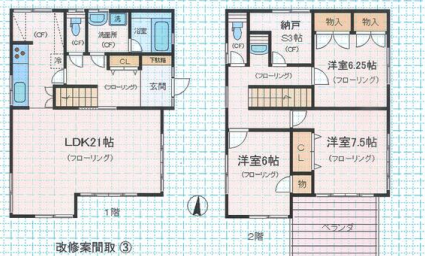 (CF)
(CF)
洗面所
(CF)
洗
浴室
冷
CL
下駄箱
(フローリング)
玄関
LDK21帖
(フローリング)
1階
改修案間取 ③
(CF)
納戸
S3帖
(CF)
物入
物入
洋室6.25帖
(フローリング)
(フローリング)
洋室6帖
(フローリング)
CL
物
洋室7.5帖
(フローリング)
ベランダ
2階